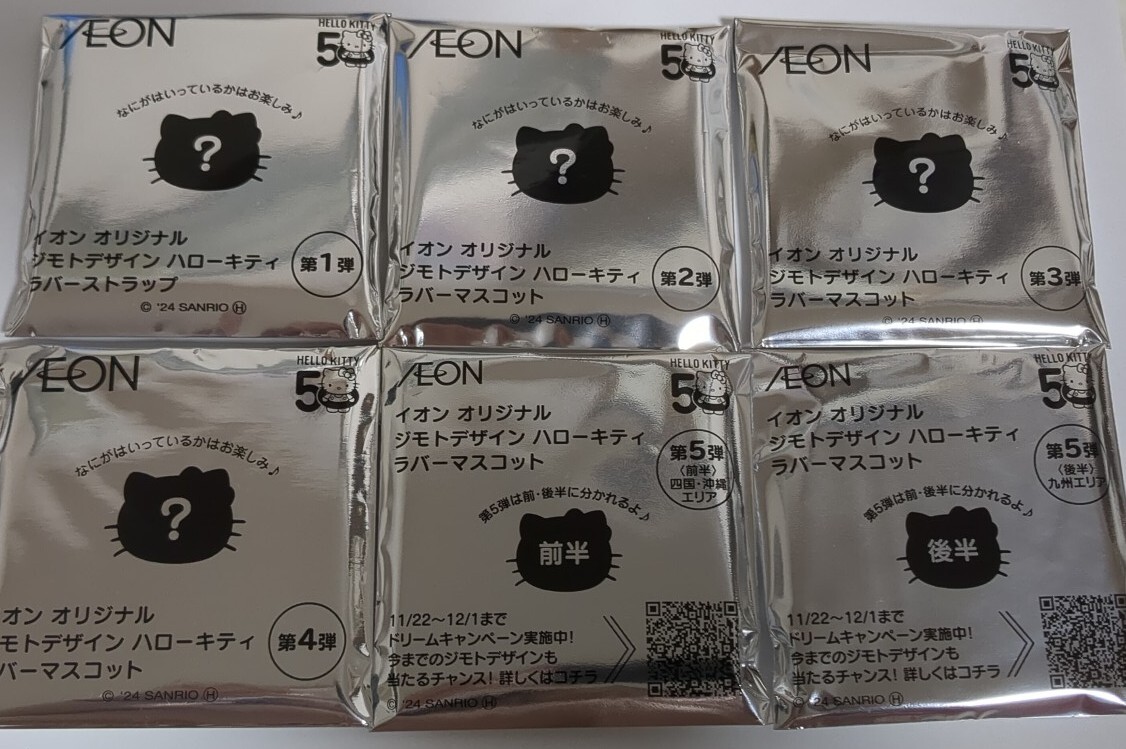 ÆON
HELLO KITTY
50
なにがはいっているかはお楽しみ♪
?
イオン オリジナル
ジモトデザイン ハローキティ
ラバーストラップ
第1弾
© '24 SANRIO Ⓗ
ÆON
HELLO KITTY
50
なにがはいっているかはお楽しみ♪
?
イオン オリジナル
ジモトデザイン ハローキティ
ラバーマスコット
第2弾
© '24 SANRIO Ⓗ
ÆON
HELLO KITTY
50
なにがはいっているかはお楽しみ♪
?
イオン オリジナル
ジモトデザイン ハローキティ
ラバーマスコット
第3弾
© '24 SANRIO Ⓗ
ÆON
HELLO KITTY
50
なにがはいっているかはお楽しみ♪
?
オン オリジナル
モトデザイン ハローキティ
バーマスコット
第4弾
© '24 SANRIO Ⓗ
ÆON
HELLO KITTY
50
イオン オリジナル
ジモトデザイン ハローキティ
ラバーマスコット
第5弾
〈前半〉
四国・沖縄
エリア
第5弾は前・後半に分かれるよ♪
前半
11/22~12/1まで
ドリームキャンペーン実施中!
今までのジモトデザインも
当たるチャンス! 詳しくはコチラ
© '24 SANRIO Ⓗ
ÆON
HELLO KITTY
50
イオン オリジナル
ジモトデザイン ハローキティ
ラバーマスコット
第5弾
〈後半〉
九州エリア
第5弾は前・後半に分かれるよ♪
後半
11/22~12/1まで
ドリームキャンペーン実施中!
今までのジモトデザインも
当たるチャンス! 詳しくはコチラ
© '24 SANRIO Ⓗ